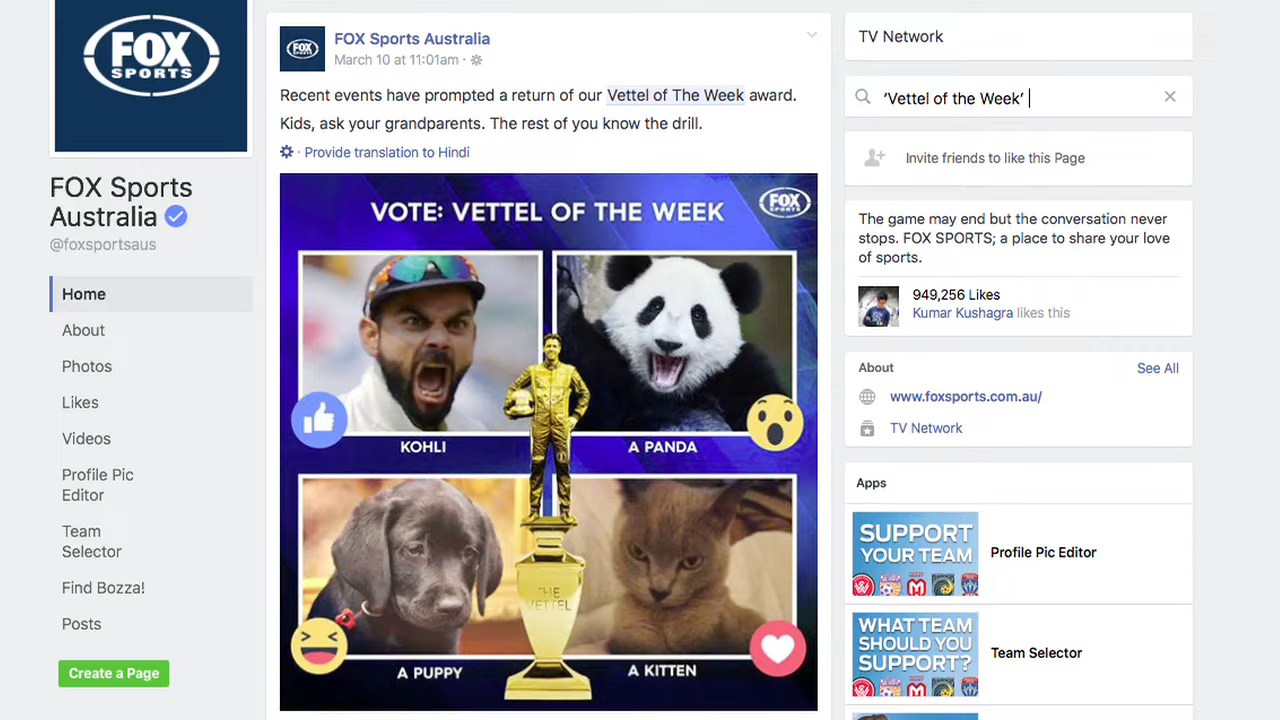 FOX
SPORTS
FOX Sports
Australia
@foxsportsaus
Home
About
Photos
Likes
Videos
Profile Pic
Editor
Team
Selector
Find Bozza!
Posts
Create a Page
FOX
SPORTS
FOX Sports Australia
March 10 at 11:01am ·
Recent events have prompted a return of our Vettel of The Week award.
Kids, ask your grandparents. The rest of you know the drill.
· Provide translation to Hindi
VOTE: VETTEL OF THE WEEK
FOX
SPORTS
KOHLI
A PANDA
THE
VETTEL
A PUPPY
A KITTEN
TV Network
‘Vettel of the Week’
Invite friends to like this Page
The game may end but the conversation never
stops. FOX SPORTS; a place to share your love
of sports.
949,256 Likes
Kumar Kushagra likes this
About
See All
www.foxsports.com.au/
TV Network
Apps
SUPPORT
YOUR TEAM
Profile Pic Editor
WHAT TEAM
SHOULD YOU
SUPPORT?
Team Selector